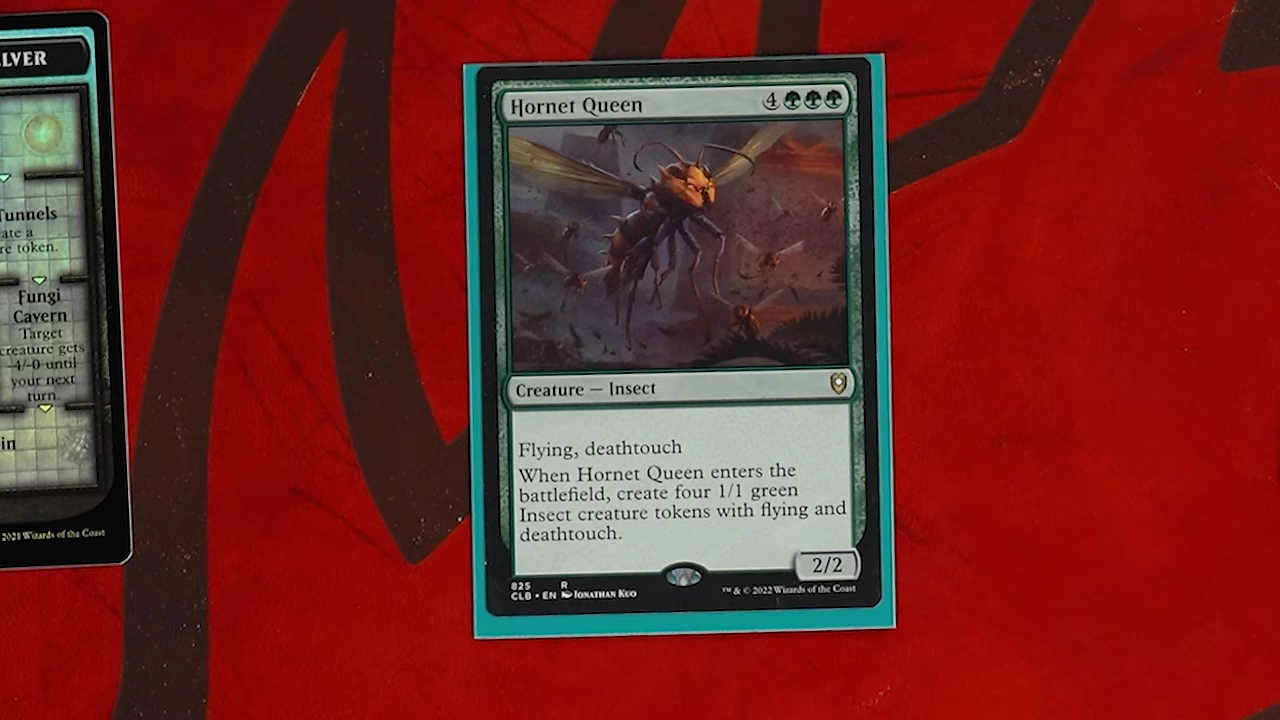 LVER
Tunnels
ate a
re token.
Fungi
Cavern
Target
creature gets
-4/-0 until
your next
turn.
in
2021 Wizards of the Coast
Hornet Queen 4
Creature — Insect
Flying, deathtouch
When Hornet Queen enters the
battlefield, create four 1/1 green
Insect creature tokens with flying and
deathtouch.
2/2
825 R
CLB • EN Jonathan Kuo
™ & © 2022 Wizards of the Coast